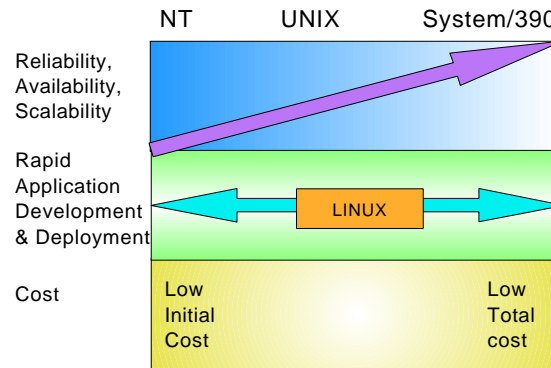 NT UNIX System/390
Reliability,
Availability,
Scalability
Rapid
Application
Development
& Deployment
LINUX
Cost
Low
Initial
Cost
Low
Total
cost